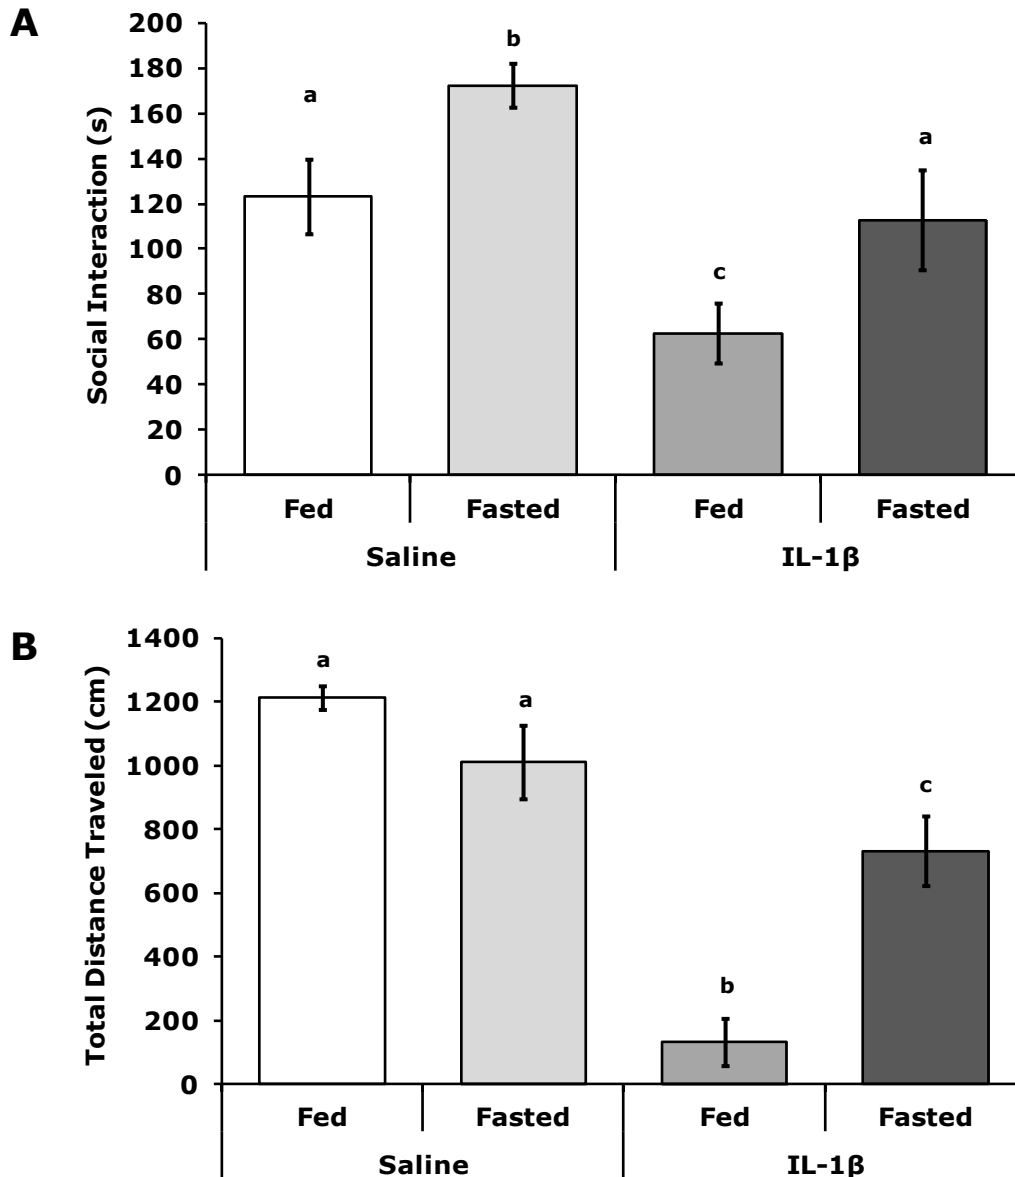 A
Social Interaction (s)
200
180
160
140
120
100
80
60
40
20
0
a
b
c
a
Fed Fasted Fed Fasted
Saline IL-1β
B
Total Distance Traveled (cm)
1400
1200
1000
800
600
400
200
0
a
a
b
c
Fed Fasted Fed Fasted
Saline IL-1β